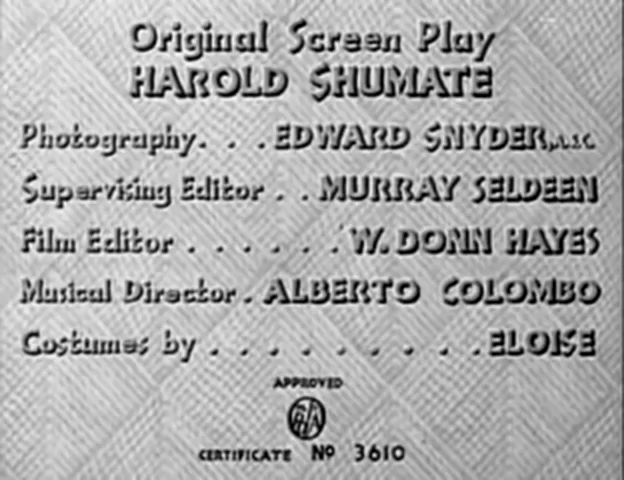 Original Screen Play
HAROLD SHUMATE
Photography. . . EDWARD SNYDER, A.S.C.
Supervising Editor . . MURRAY SELDEEN
Film Editor . . . . . . W. DONN HAYES
Musical Director . ALBERTO COLOMBO
Costumes by . . . . . . . . . . ELOISE
APPROVED
CERTIFICATE Nº 3610